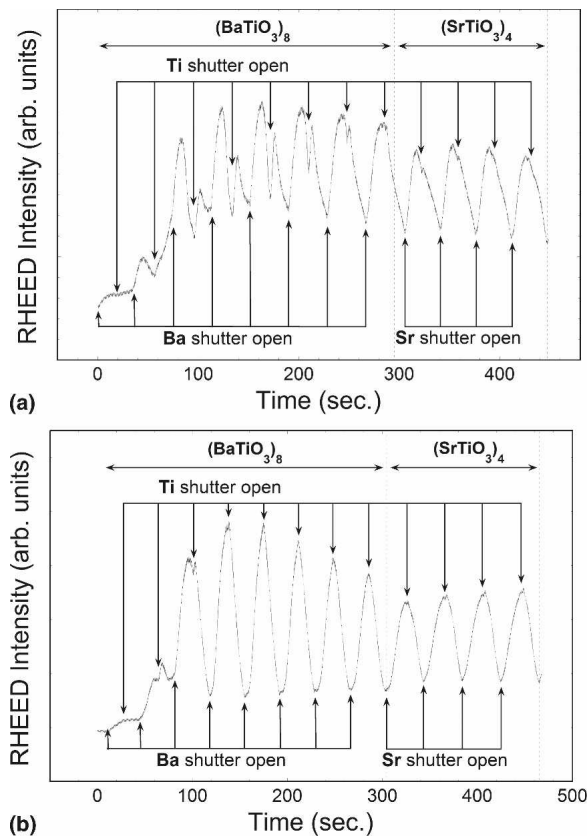 (BaTiO3)8
(SrTiO3)4
Ti shutter open
RHEED Intensity (arb. units)
Ba shutter open
Sr shutter open
0 100 200 300 400
(a) Time (sec.)
(BaTiO3)8
(SrTiO3)4
Ti shutter open
RHEED Intensity (arb. units)
Ba shutter open
Sr shutter open
0 100 200 300 400 500
(b) Time (sec.)